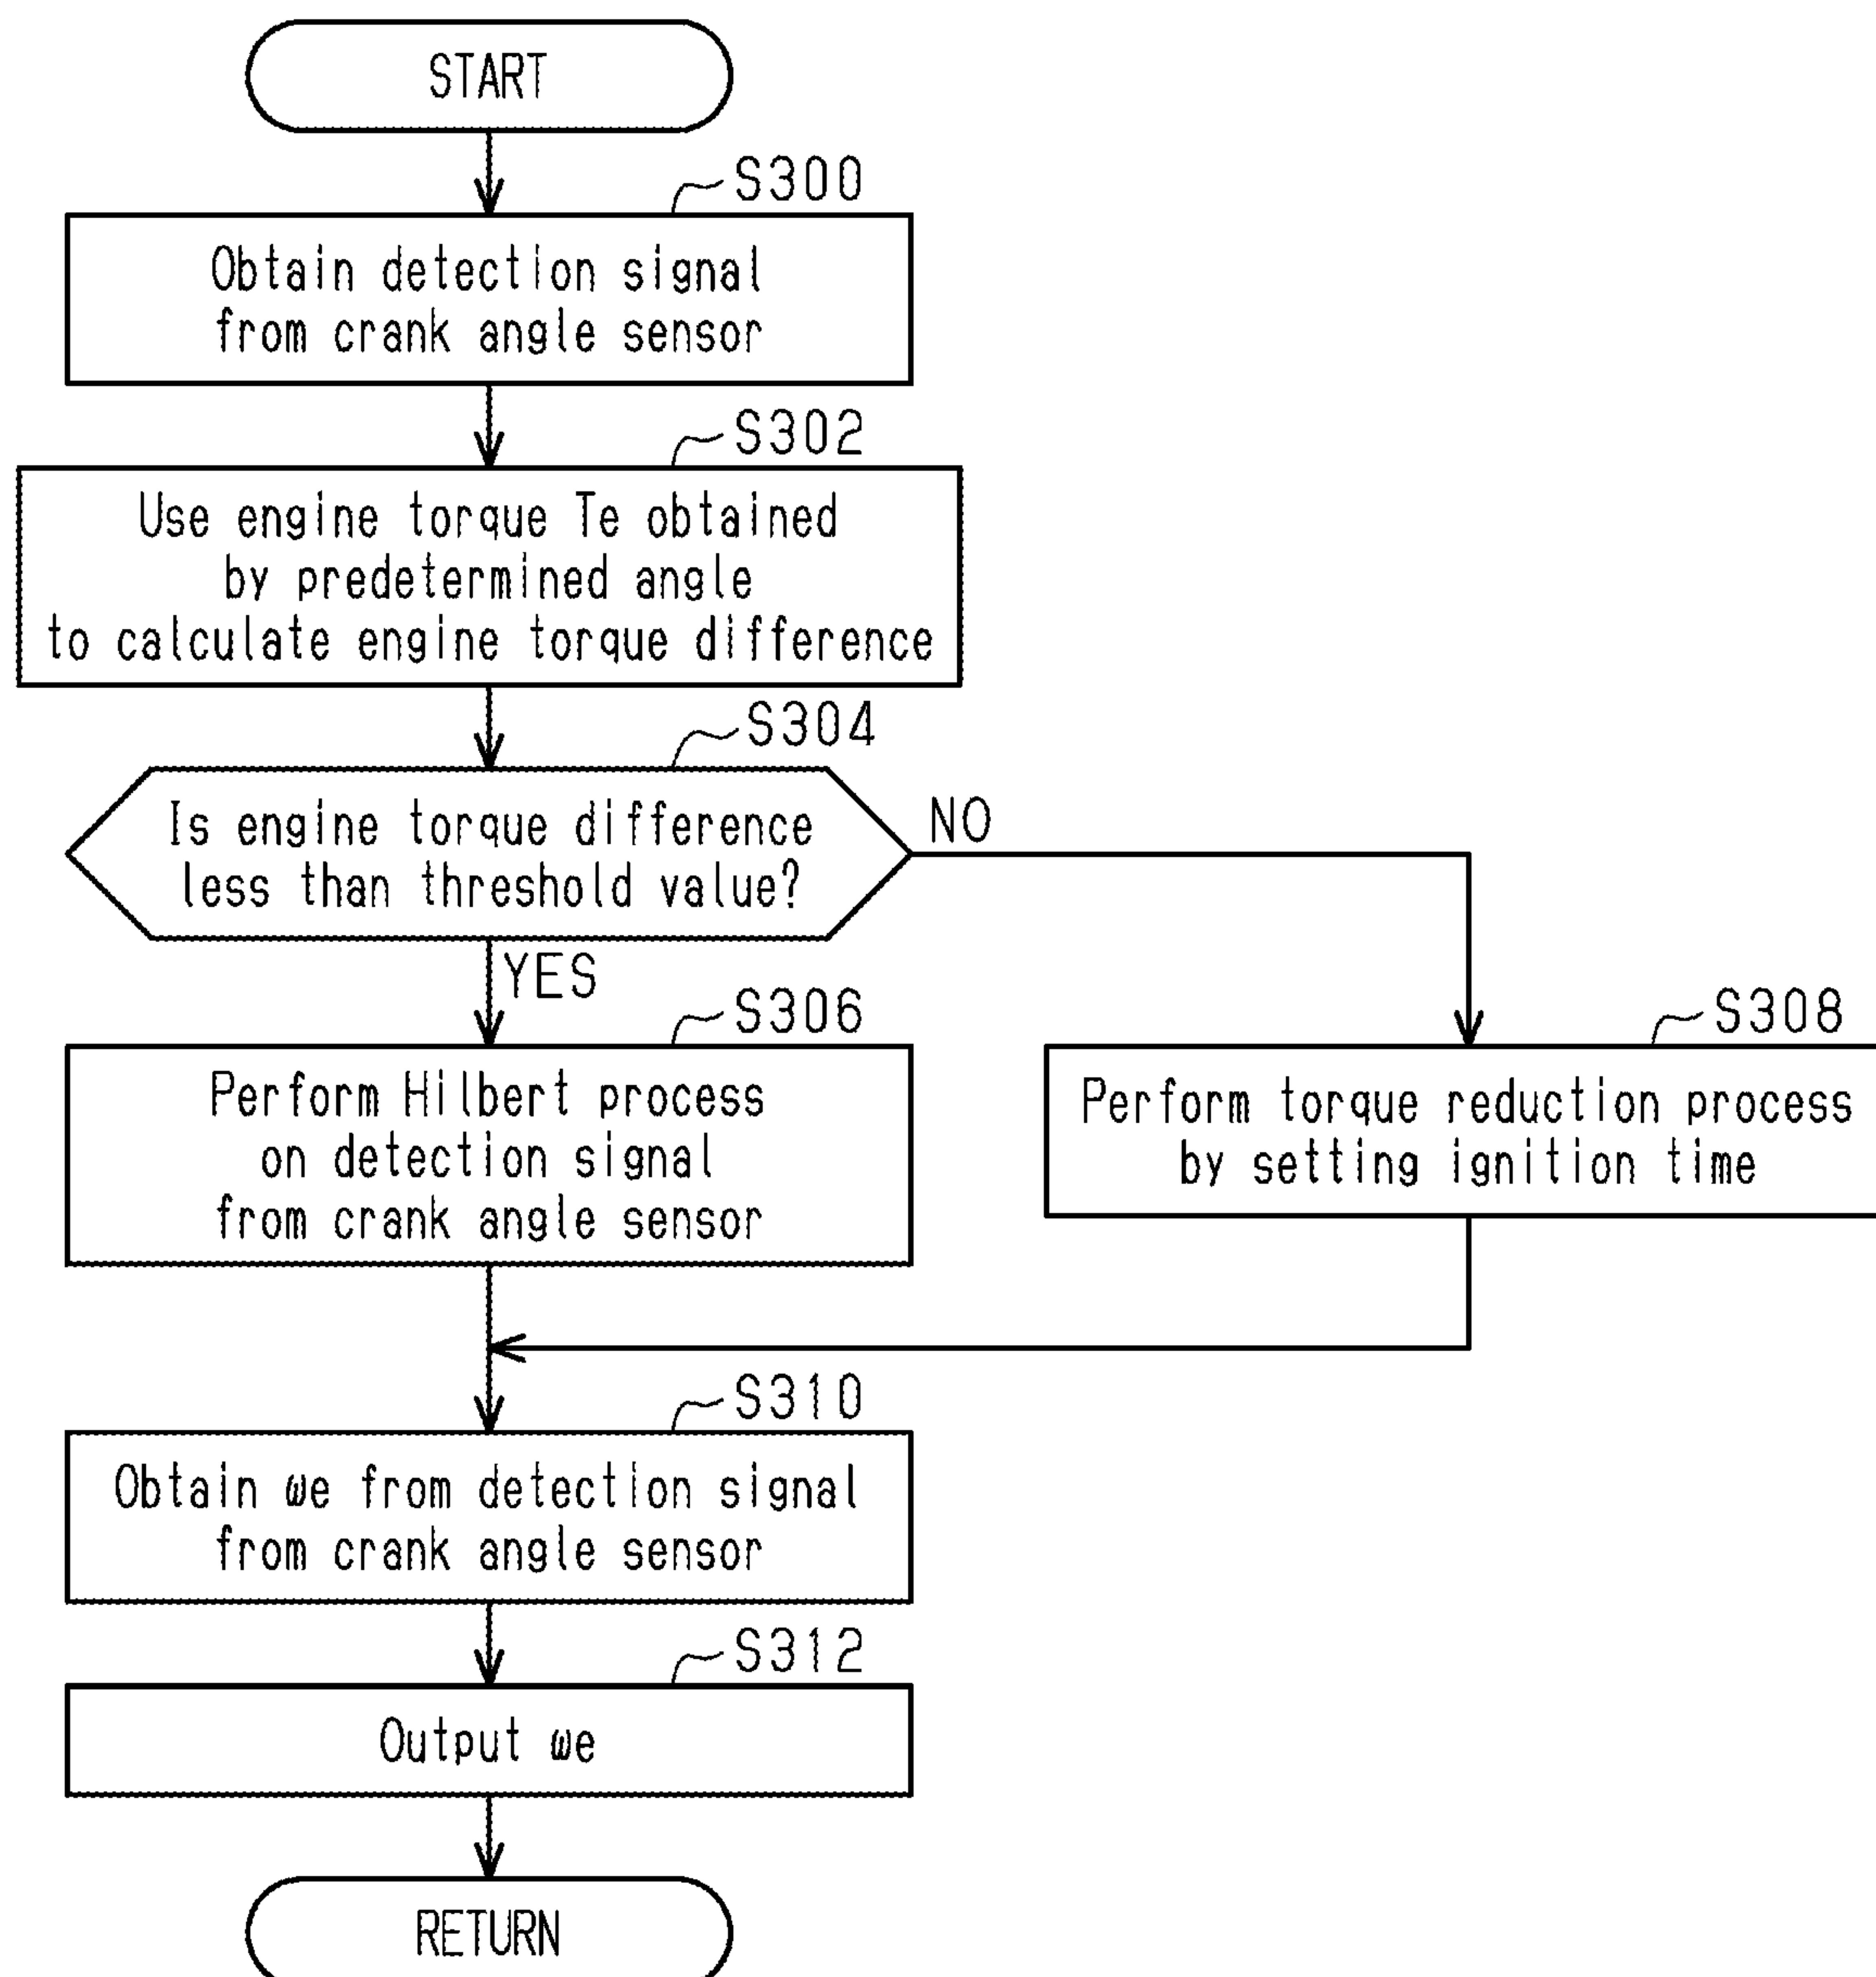 START
S300
Obtain detection signal
from crank angle sensor
S302
Use engine torque Te obtained
by predetermined angle
to calculate engine torque difference
S304
Is engine torque difference
less than threshold value?
NO
YES
S306
Perform Hilbert process
on detection signal
from crank angle sensor
S308
Perform torque reduction process
by setting ignition time
S310
Obtain ωe from detection signal
from crank angle sensor
S312
Output ωe
RETURN